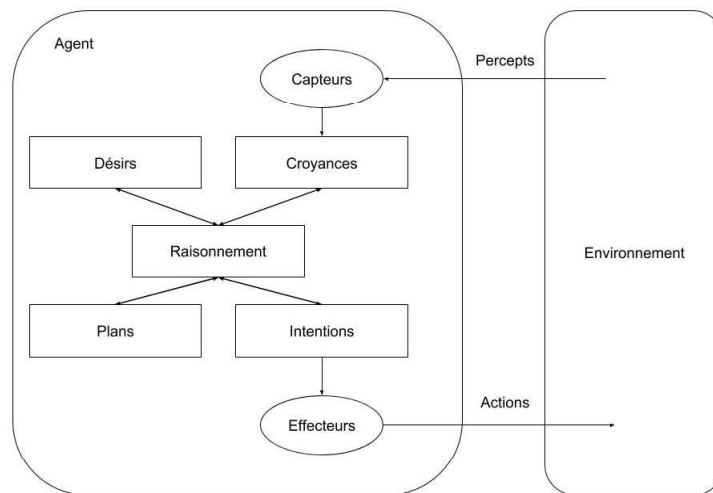 Agent
Capteurs
Percepts
Désirs
Croyances
Raisonnement
Environnement
Plans
Intentions
Effecteurs
Actions